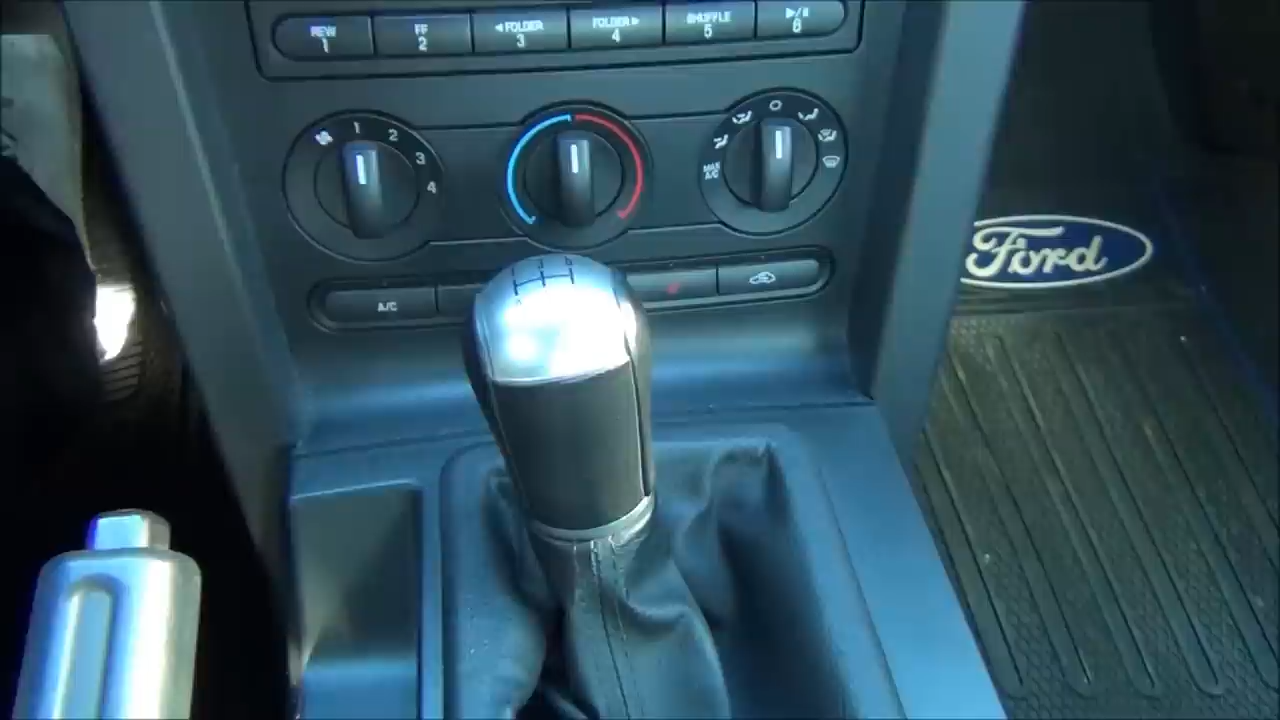 REW FF ◄FOLDER FOLDER► SHUFFLE ►/II
1 2 3 4 5 6
1 2 3 4
MAX
A/C
A/C
Ford